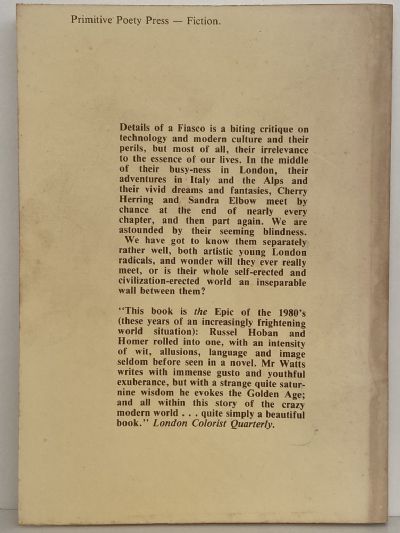 Primitive Poety Press — Fiction.
Details of a Fiasco is a biting critique on
technology and modern culture and their
perils, but most of all, their irrelevance
to the essence of our lives. In the middle
of their busy-ness in London, their
adventures in Italy and the Alps and
their vivid dreams and fantasies, Cherry
Herring and Sandra Elbow meet by
chance at the end of nearly every
chapter, and then part again. We are
astounded by their seeming blindness.
We have got to know them separately
rather well, both artistic young London
radicals, and wonder will they ever really
meet, or is their whole self-erected and
civilization-erected world an inseparable
wall between them?
"This book is the Epic of the 1980's
(these years of an increasingly frightening
world situation): Russel Hoban and
Homer rolled into one, with an intensity
of wit, allusions, language and image
seldom before seen in a novel. Mr Watts
writes with immense gusto and youthful
exuberance, but with a strange quite satur-
nine wisdom he evokes the Golden Age;
and all within this story of the crazy
modern world . . . quite simply a beautiful
book." London Colorist Quarterly.